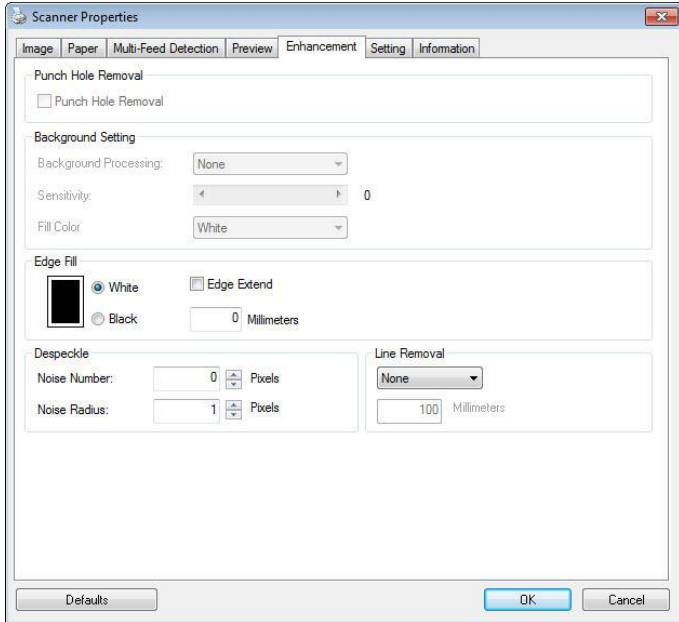 Scanner Properties
Image Paper Multi-Feed Detection Preview Enhancement Setting Information
Punch Hole Removal
Punch Hole Removal
Background Setting
Background Processing: None
Sensitivity: 0
Fill Color White
Edge Fill
White Edge Extend
Black 0 Millimeters
Despeckle
Noise Number: 0 Pixels
Noise Radius: 1 Pixels
Line Removal
None
100 Millimeters
Defaults OK Cancel